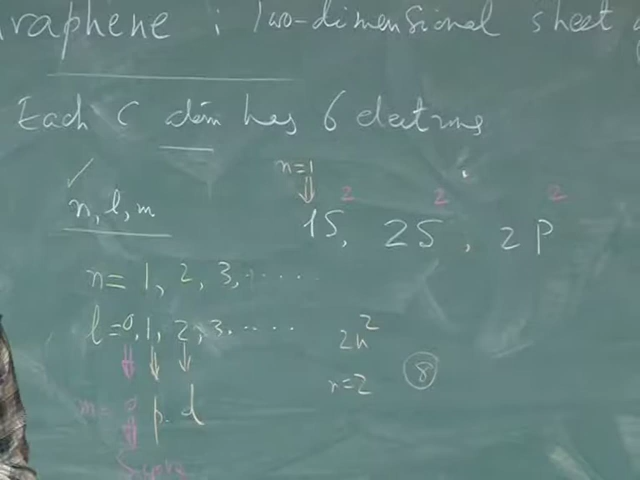 Graphene : Two-dimensional sheet
Each C atom has 6 electrons
n=1
n, l, m
1S, 2S, 2P
2 2 2
n= 1, 2, 3, .....
l=0,1, 2, 3. .....
2n²
n=2 8
m= 0 p. d